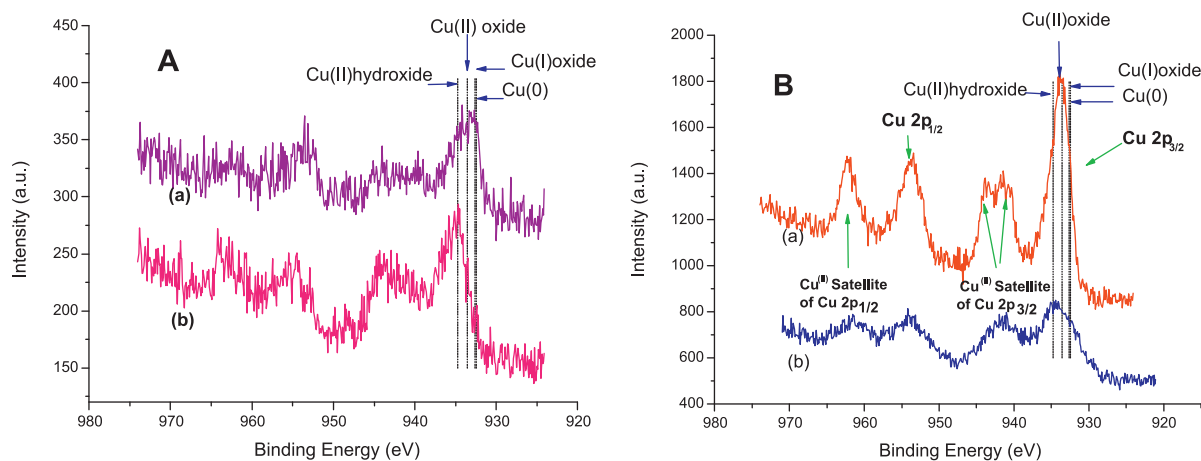 A
Cu(II) oxide
Cu(II)hydroxide
Cu(I)oxide
Cu(0)
(a)
(b)
450
400
350
300
250
200
150
Intensity (a.u.)
980
970
960
950
940
930
920
Binding Energy (eV)
B
Cu(II)oxide
Cu(II)hydroxide
Cu(I)oxide
Cu(0)
Cu 2p1/2
Cu 2p3/2
(a)
Cu(II) Satellite
of Cu 2p1/2
Cu(II) Satellite
of Cu 2p3/2
(b)
2000
1800
1600
1400
1200
1000
800
600
400
Intensity (a.u.)
980
970
960
950
940
930
920
Binding Energy (eV)